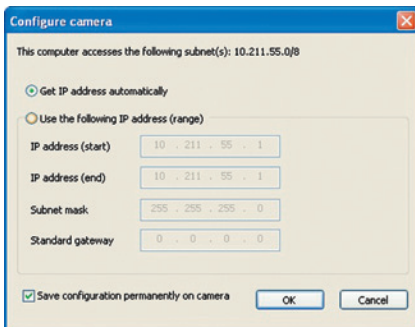 Configure camera
This computer accesses the following subnet(s): 10.211.55.0/8
Get IP address automatically
Use the following IP address (range)
IP address (start) 10 . 211 . 55 . 1
IP address (end) 10 . 211 . 55 . 1
Subnet mask 255 . 255 . 255 . 0
Standard gateway 0 . 0 . 0 . 0
Save configuration permanently on camera OK Cancel